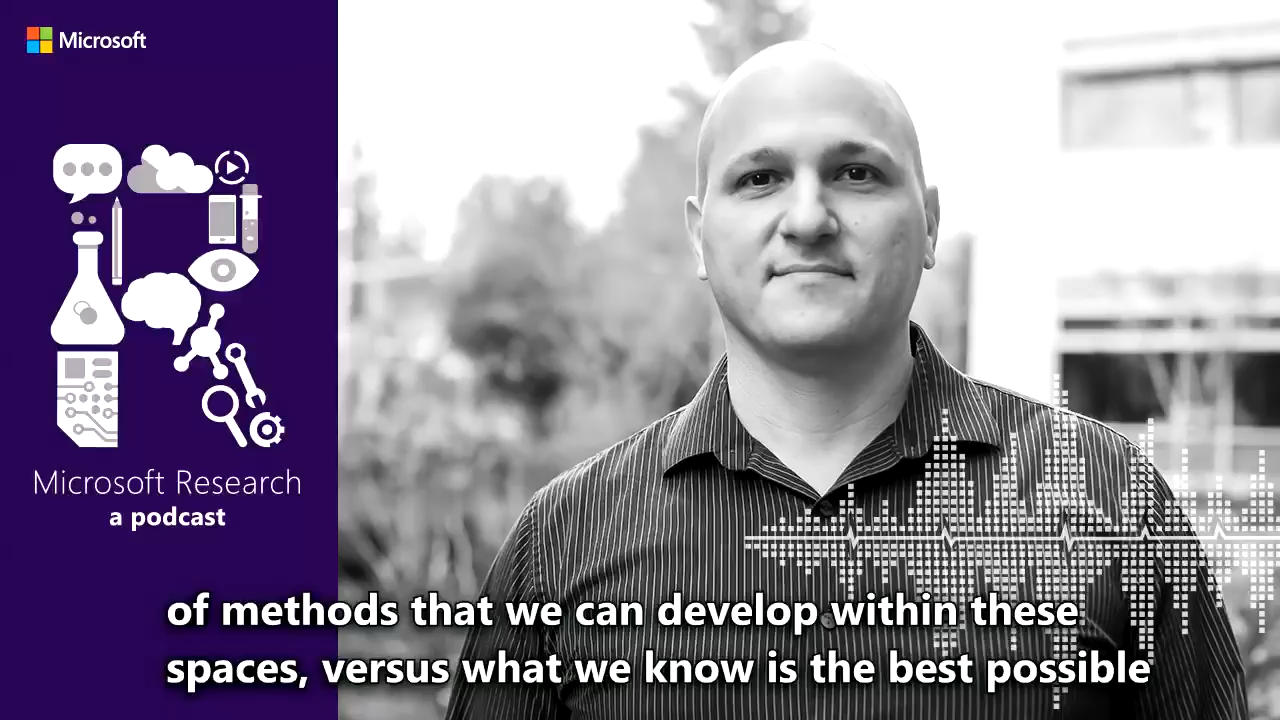 Microsoft
Microsoft Research
a podcast
of methods that we can develop within these
spaces, versus what we know is the best possible